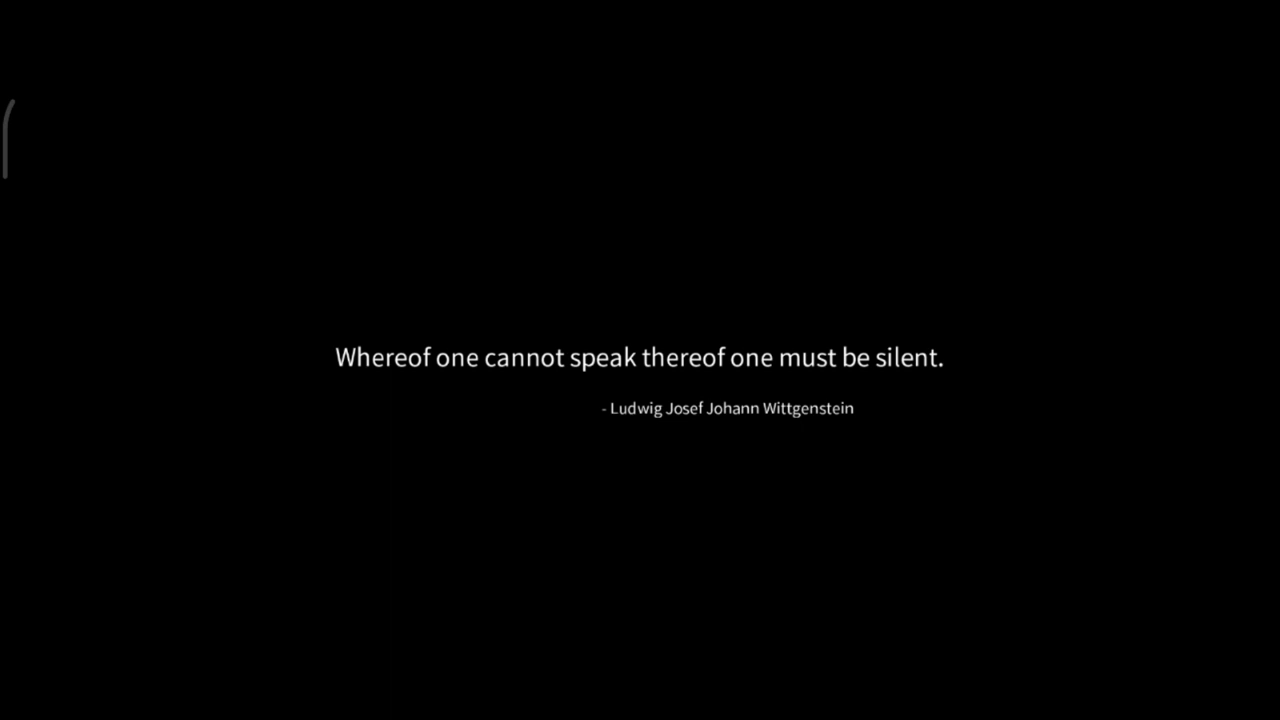 Whereof one cannot speak thereof one must be silent.
- Ludwig Josef Johann Wittgenstein